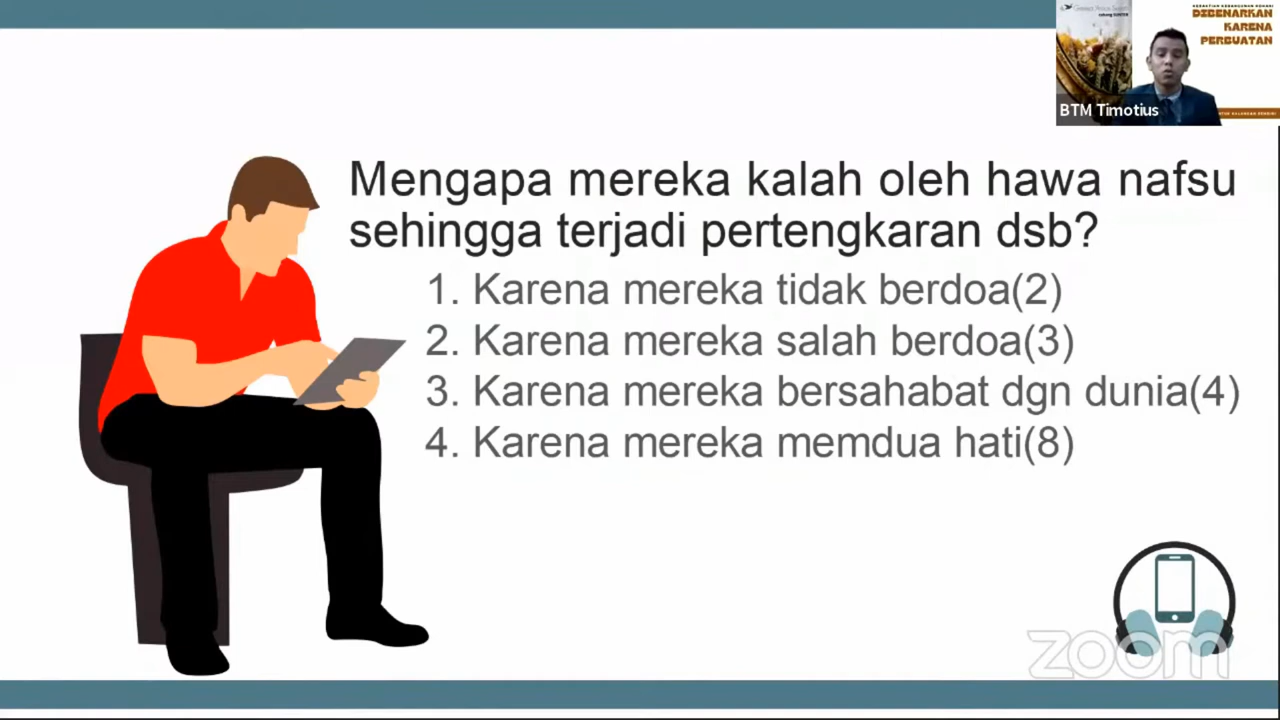 DIBENARKAN
KARENA
PERBUATAN
BTM Timotius
Mengapa mereka kalah oleh hawa nafsu
sehingga terjadi pertengkaran dsb?
1. Karena mereka tidak berdoa(2)
2. Karena mereka salah berdoa(3)
3. Karena mereka bersahabat dgn dunia(4)
4. Karena mereka memdua hati(8)
zoom